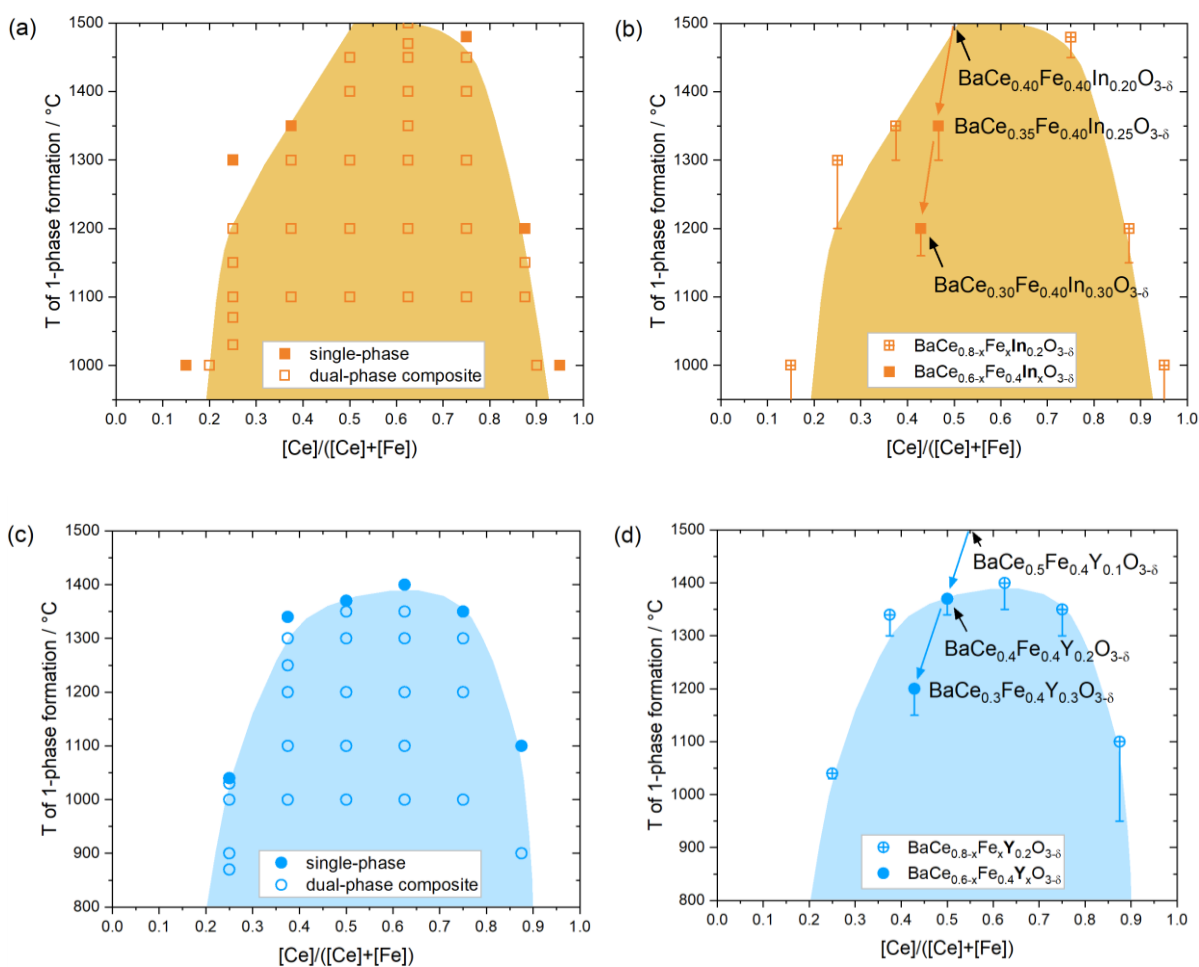 (a)
T of 1-phase formation / °C
1500
1400
1300
1200
1100
1000
single-phase
dual-phase composite
0.0 0.1 0.2 0.3 0.4 0.5 0.6 0.7 0.8 0.9 1.0
[Ce]/([Ce]+[Fe])
(b)
T of 1-phase formation / °C
1500
1400
1300
1200
1100
1000
BaCe0.40Fe0.40In0.20O3-δ
BaCe0.35Fe0.40In0.25O3-δ
BaCe0.30Fe0.40In0.30O3-δ
BaCe0.8-xFexIn0.2O3-δ
BaCe0.6-xFe0.4InxO3-δ
0.0 0.1 0.2 0.3 0.4 0.5 0.6 0.7 0.8 0.9 1.0
[Ce]/([Ce]+[Fe])
(c)
T of 1-phase formation / °C
1500
1400
1300
1200
1100
1000
900
800
single-phase
dual-phase composite
0.0 0.1 0.2 0.3 0.4 0.5 0.6 0.7 0.8 0.9 1.0
[Ce]/([Ce]+[Fe])
(d)
T of 1-phase formation / °C
1500
1400
1300
1200
1100
1000
900
800
BaCe0.5Fe0.4Y0.1O3-δ
BaCe0.4Fe0.4Y0.2O3-δ
BaCe0.3Fe0.4Y0.3O3-δ
BaCe0.8-xFexY0.2O3-δ
BaCe0.6-xFe0.4YxO3-δ
0.0 0.1 0.2 0.3 0.4 0.5 0.6 0.7 0.8 0.9 1.0
[Ce]/([Ce]+[Fe])